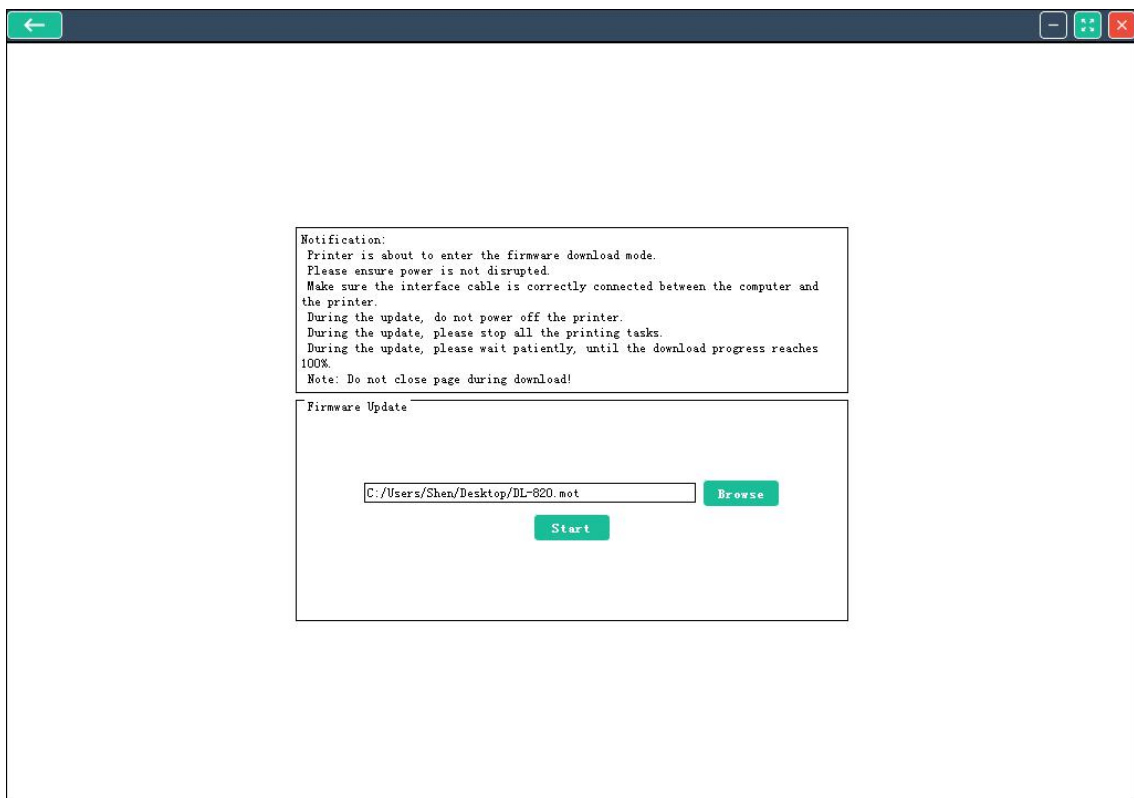 Notification:
Printer is about to enter the firmware download mode.
Please ensure power is not disrupted.
Make sure the interface cable is correctly connected between the computer and
the printer.
During the update, do not power off the printer.
During the update, please stop all the printing tasks.
During the update, please wait patiently, until the download progress reaches
100%.
Note: Do not close page during download!
Firmware Update
C:/Users/Shen/Desktop/DL-820.mot
Browse
Start